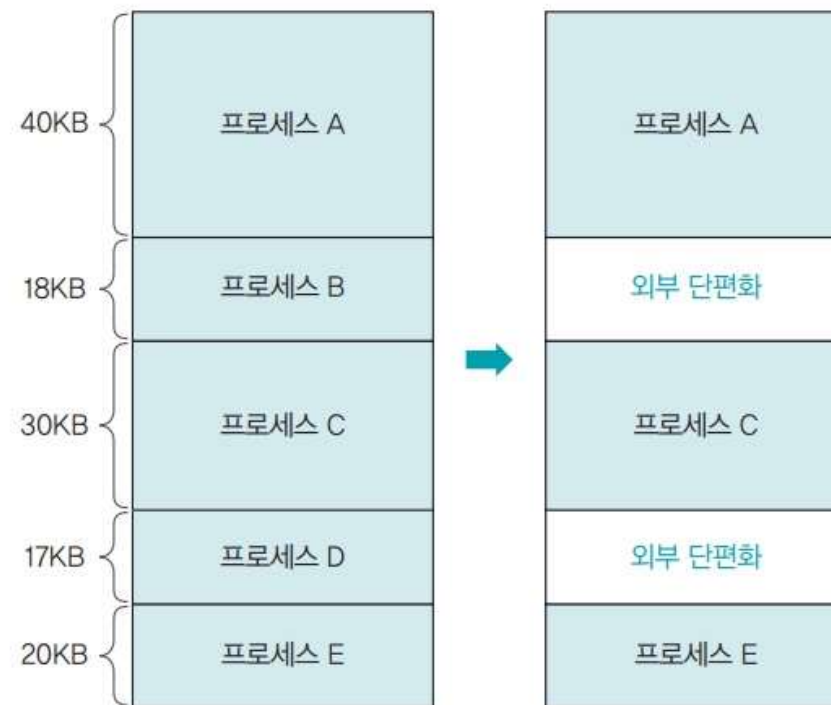 40KB
프로세스 A
18KB
프로세스 B
30KB
프로세스 C
17KB
프로세스 D
20KB
프로세스 E
프로세스 A
외부 단편화
프로세스 C
외부 단편화
프로세스 E